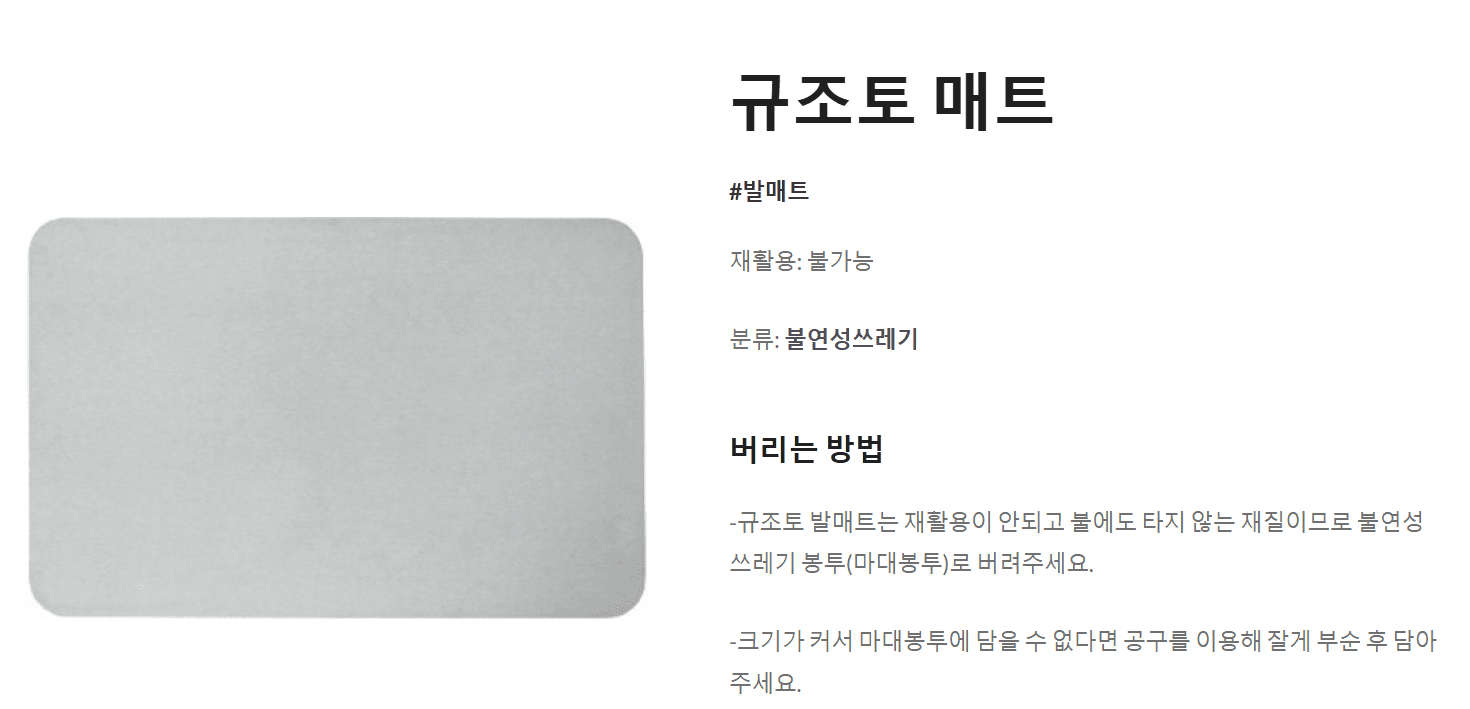 규조토 매트
#발매트
재활용: 불가능
분류: 불연성쓰레기
버리는 방법
-규조토 발매트는 재활용이 안되고 불에도 타지 않는 재질이므로 불연성
쓰레기 봉투(마대봉투)로 버려주세요.
-크기가 커서 마대봉투에 담을 수 없다면 공구를 이용해 잘게 부순 후 담아
주세요.